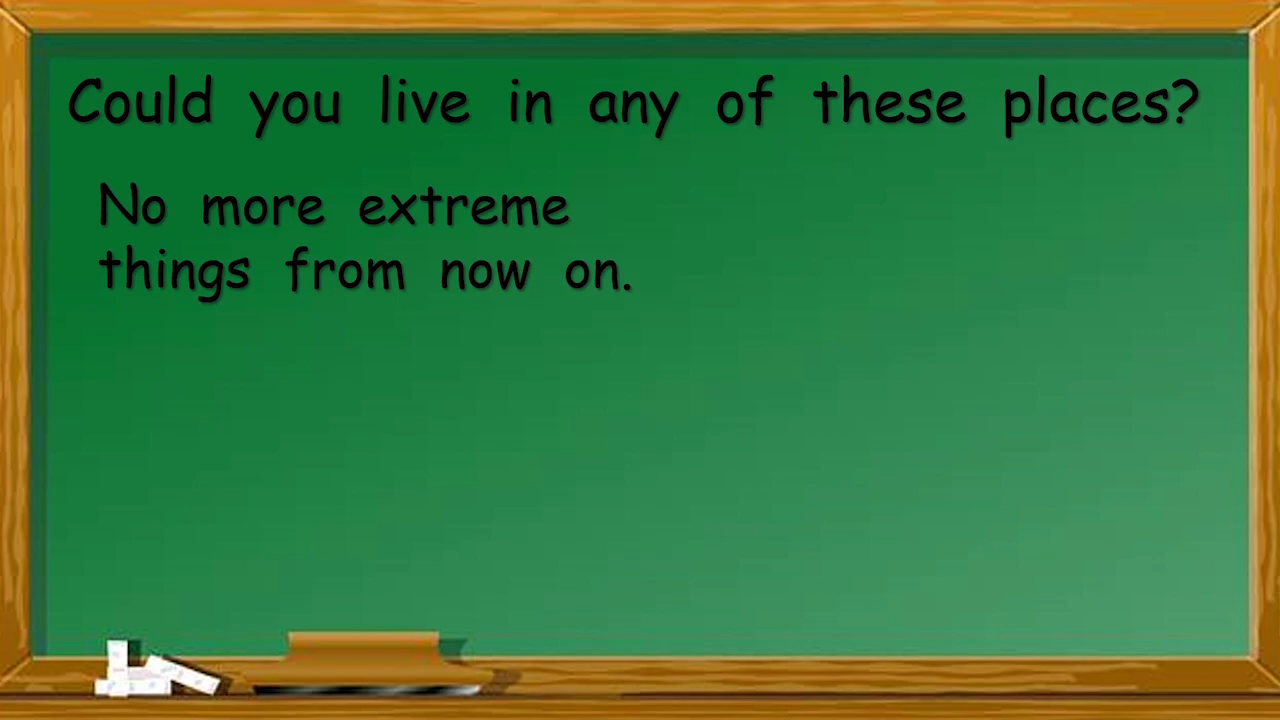 Could you live in any of these places?
No more extreme
things from now on.